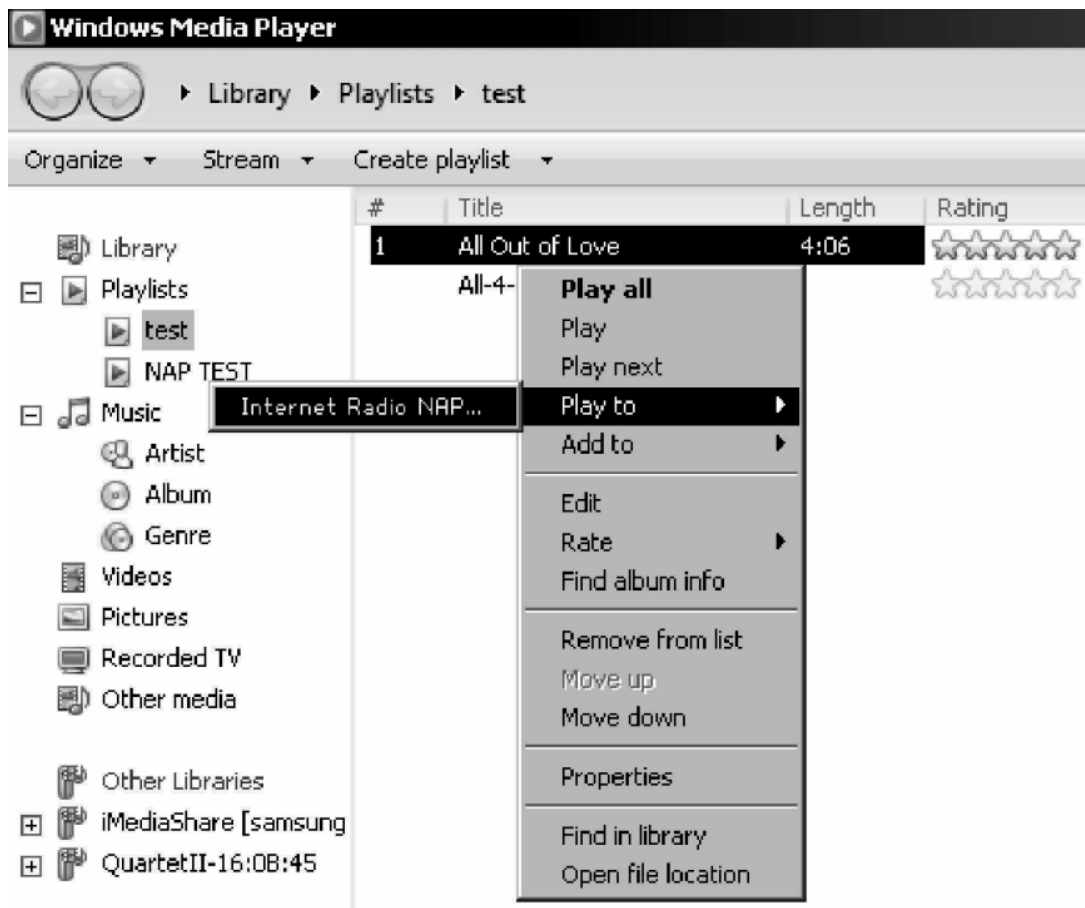 Windows Media Player
Library Playlists test
Organize Stream Create playlist
# Title Length Rating
1 All Out of Love 4:06
All-4-
Library
Playlists
test
NAP TEST
Music
Artist
Album
Genre
Videos
Pictures
Recorded TV
Other media
Other Libraries
iMediaShare [samsung
QuartetII-16:0B:45
Internet Radio NAP...
Play all
Play
Play next
Play to
Add to
Edit
Rate
Find album info
Remove from list
Move up
Move down
Properties
Find in library
Open file location